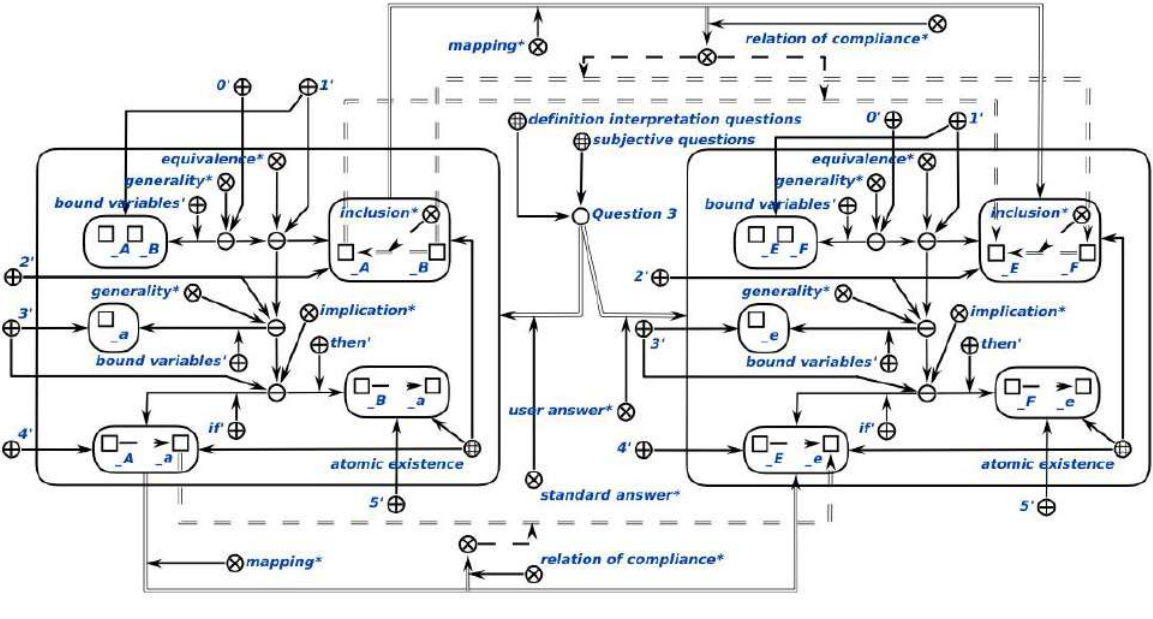 mapping*
relation of compliance*
0'
1'
definition interpretation questions
subjective questions
0'
1'
equivalence*
generality*
bound variables'
inclusion*
_A _B
_A _B
Question 3
equivalence*
generality*
bound variables'
inclusion*
_E _F
_E _F
2'
generality*
3'
_a
implication*
then'
bound variables'
_B _a
if'
4'
_A _a
atomic existence
5'
user answer*
standard answer*
2'
generality*
3'
_e
implication*
then'
bound variables'
_F _e
if'
4'
_E _e
atomic existence
5'
mapping*
relation of compliance*